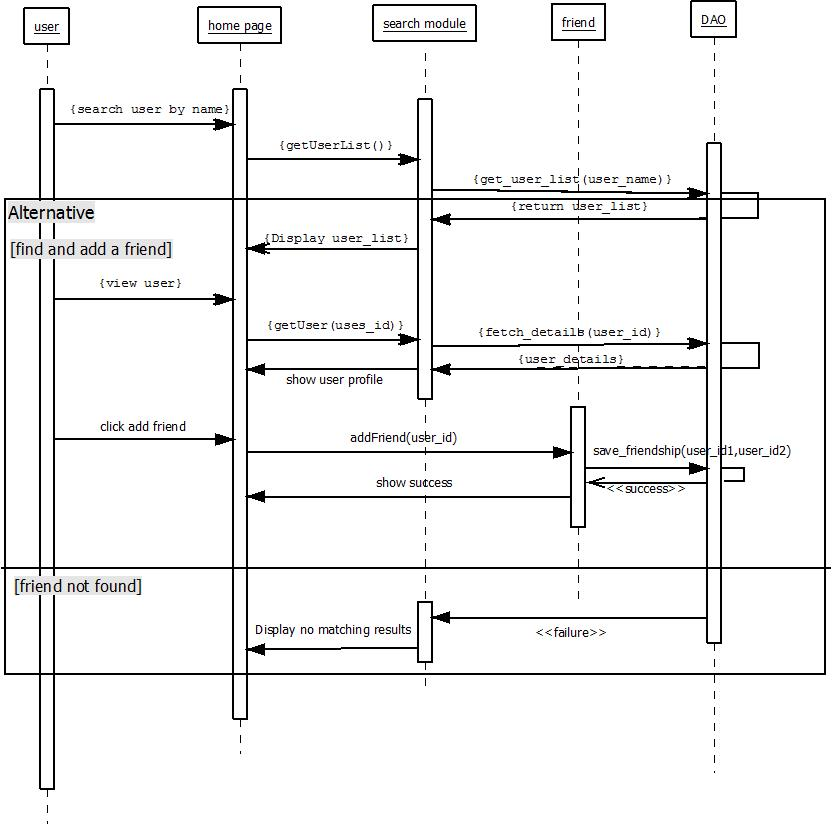 user
home page
search module
friend
DAO
{search user by name}
{getUserList()}
{get_user_list(user_name)}
{return user_list}
Alternative
{Display user_list}
[find and add a friend]
{view user}
{getUser(uses_id)}
{fetch_details(user_id)}
{user_details}
show user profile
click add friend
addFriend(user_id)
save_friendship(user_id1,user_id2)
show success
<<success>>
[friend not found]
Display no matching results
<<failure>>